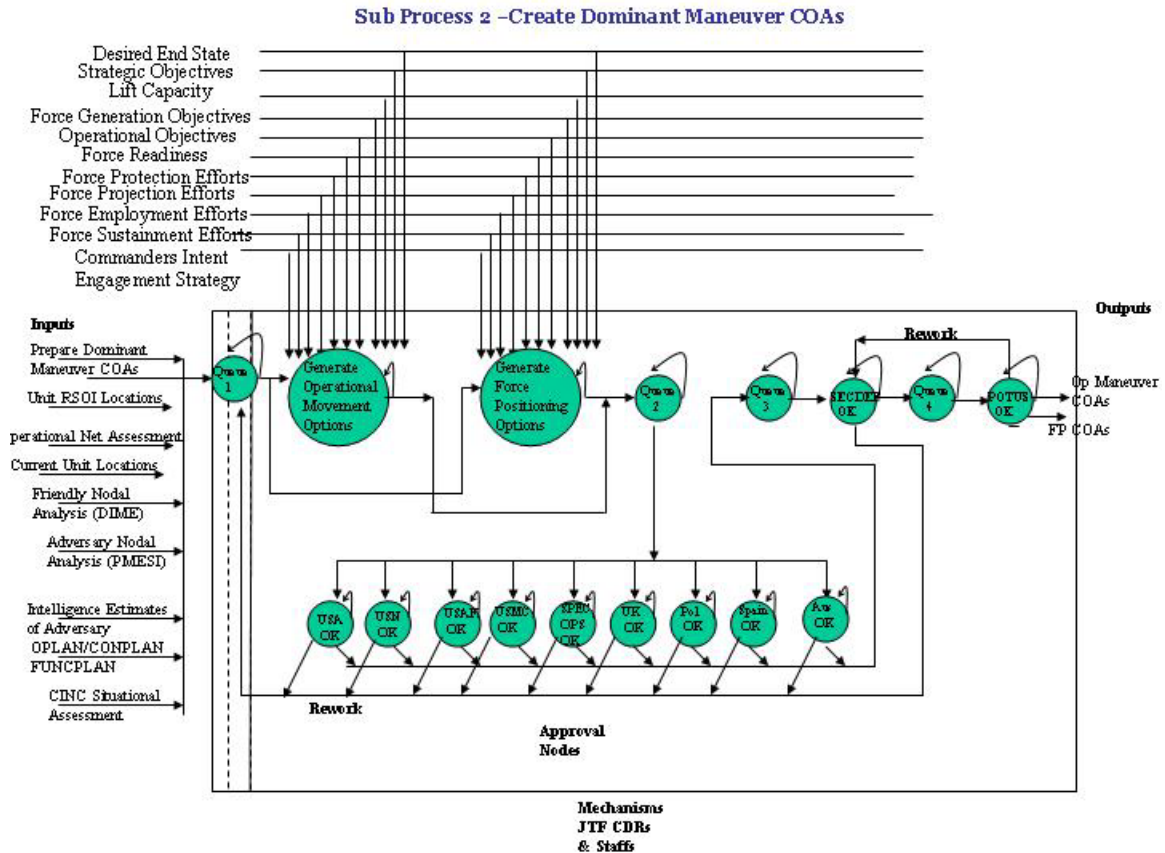 Sub Process 2 –Create Dominant Maneuver COAs
Desired End State
Strategic Objectives
Lift Capacity
Force Generation Objectives
Operational Objectives
Force Readiness
Force Protection Efforts
Force Projection Efforts
Force Employment Efforts
Force Sustainment Efforts
Commanders Intent
Engagement Strategy
Inputs
Outputs
Prepare Dominant
Maneuver COAs
Unit RSOI Locations
perational Net Assessment
Current Unit Locations
Friendly Nodal
Analysis (DIME)
Adversary Nodal
Analysis (PMESI)
Intelligence Estimates
of Adversary
OPLAN/CONPLAN
FUNCPLAN
CINC Situational
Assessment
Queue
1
Generate
Operational
Movement
Options
Generate
Force
Positioning
Options
Queue
2
Queue
3
Rework
SECDEF
OK
Queue
4
POTUS
OK
Op Maneuver
COAs
FP COAs
USA
OK
USN
OK
USAF
OK
USMC
OK
SPEC
OPS
OK
UK
OK
Pol
OK
Spain
OK
Aus
OK
Rework
Approval
Nodes
Mechanisms
JTF CDRs
& Staffs